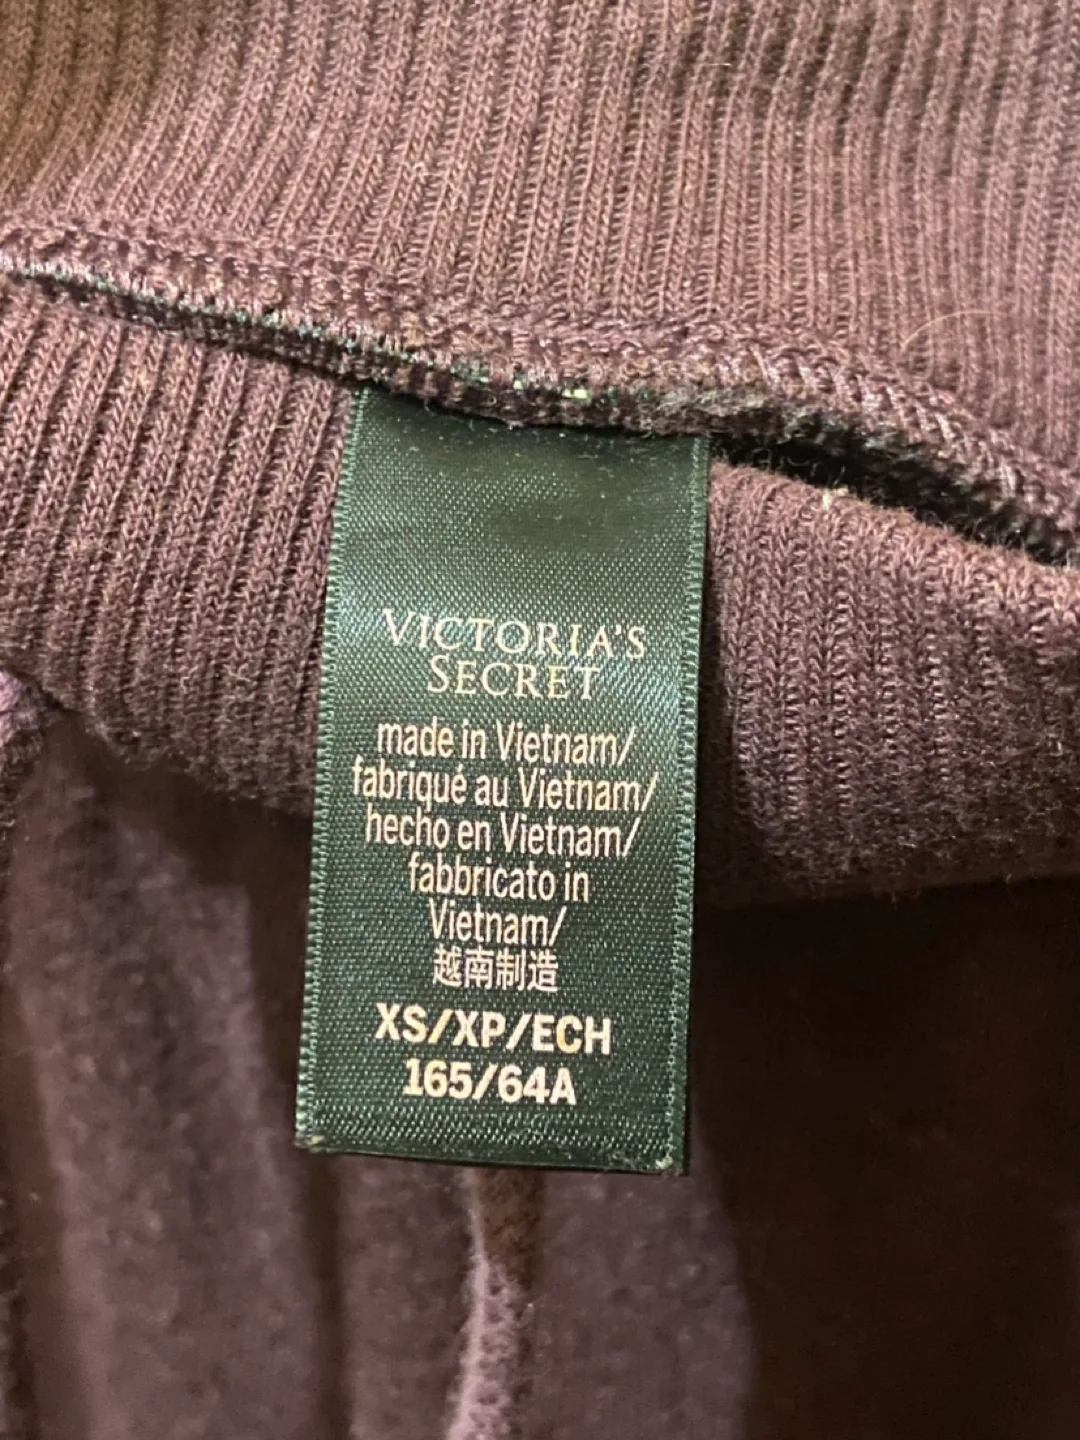 VICTORIA'S
SECRET
made in Vietnam/
fabriqué au Vietnam/
hecho en Vietnam/
fabbricato in
Vietnam/
越南制造
XS/XP/ECH
165/64A